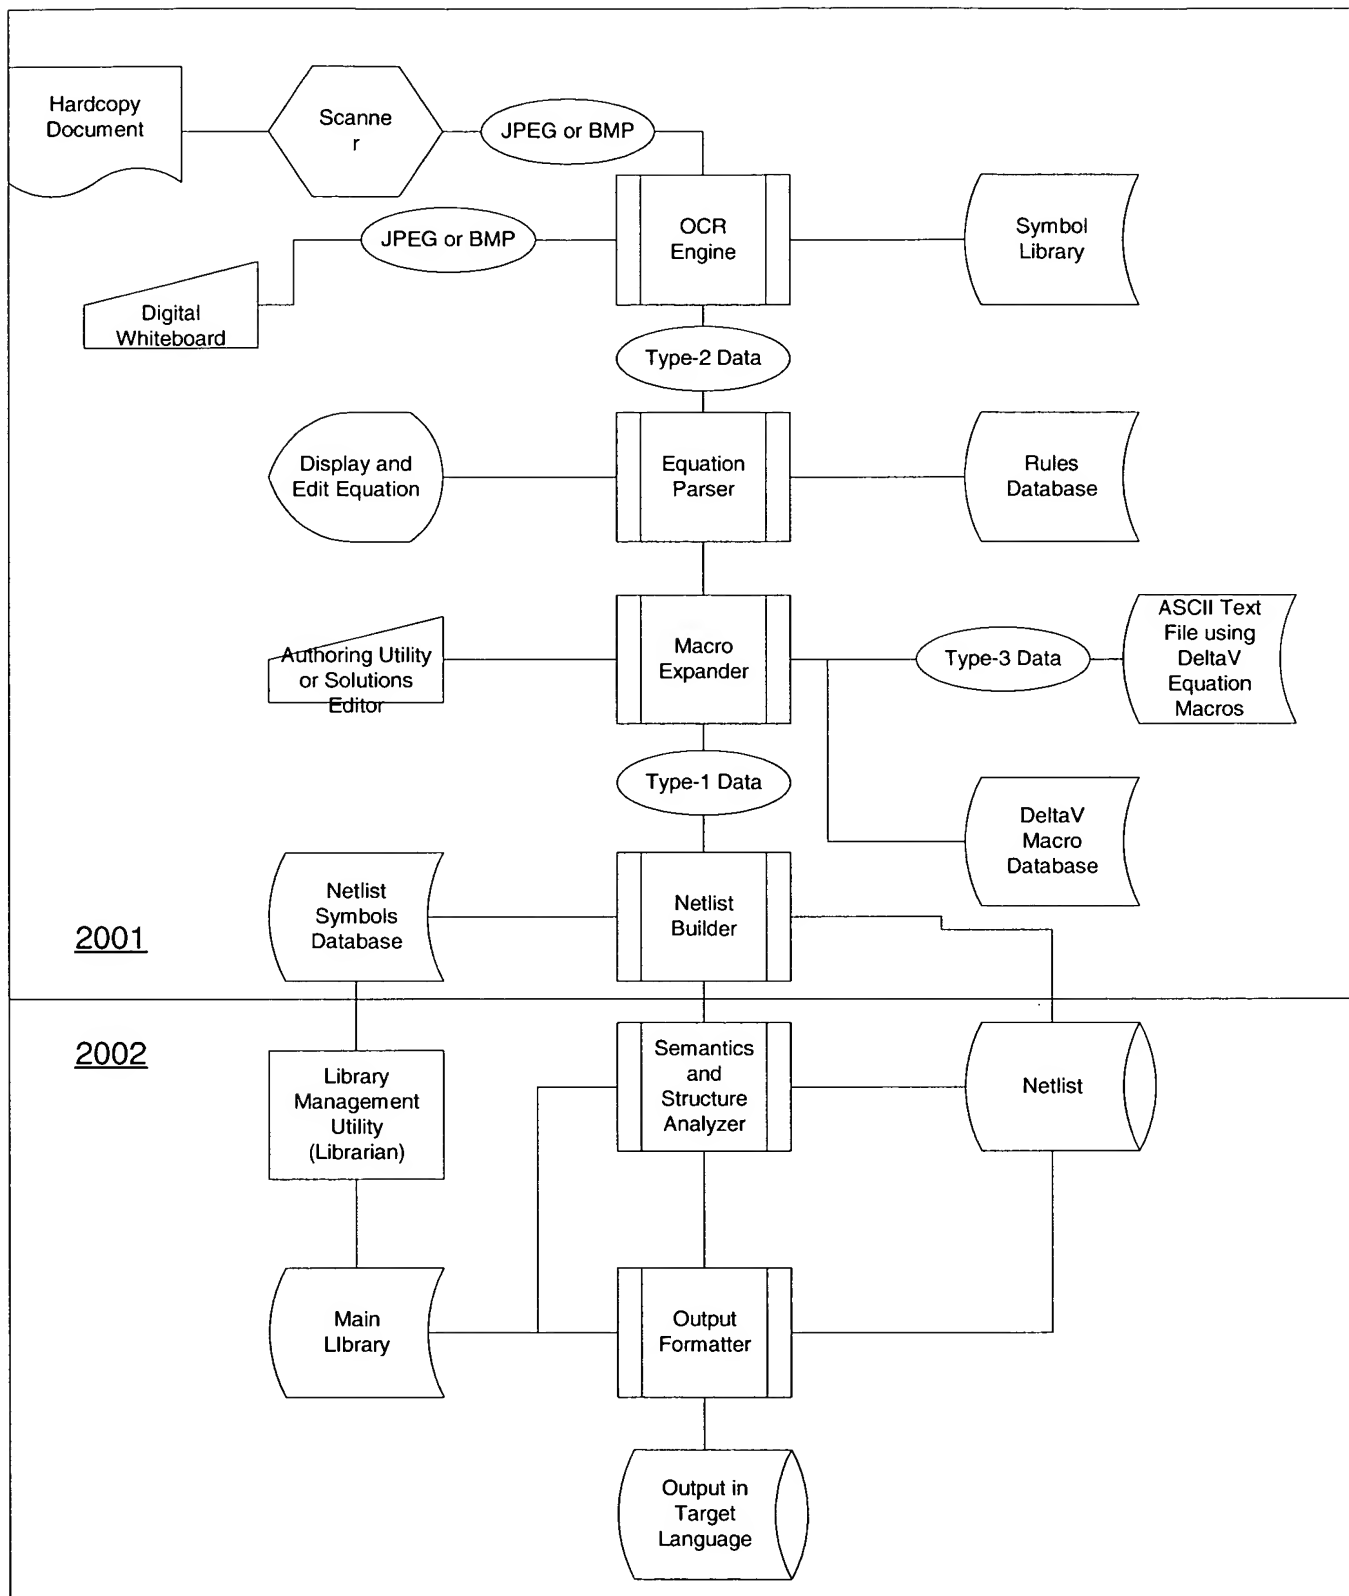 Hardcopy
Document
Scanne
r
JPEG or BMP
JPEG or BMP
OCR
Engine
Symbol
Library
Digital
Whiteboard
Type-2 Data
Display and
Edit Equation
Equation
Parser
Rules
Database
Authoring Utility
or Solutions
Editor
Macro
Expander
Type-3 Data
ASCII Text
File using
DeltaV
Equation
Macros
Type-1 Data
DeltaV
Macro
Database
Netlist
Symbols
Database
Netlist
Builder
2001
2002
Library
Management
Utility
(Librarian)
Semantics
and
Structure
Analyzer
Netlist
Main
LIbrary
Output
Formatter
Output in
Target
Language